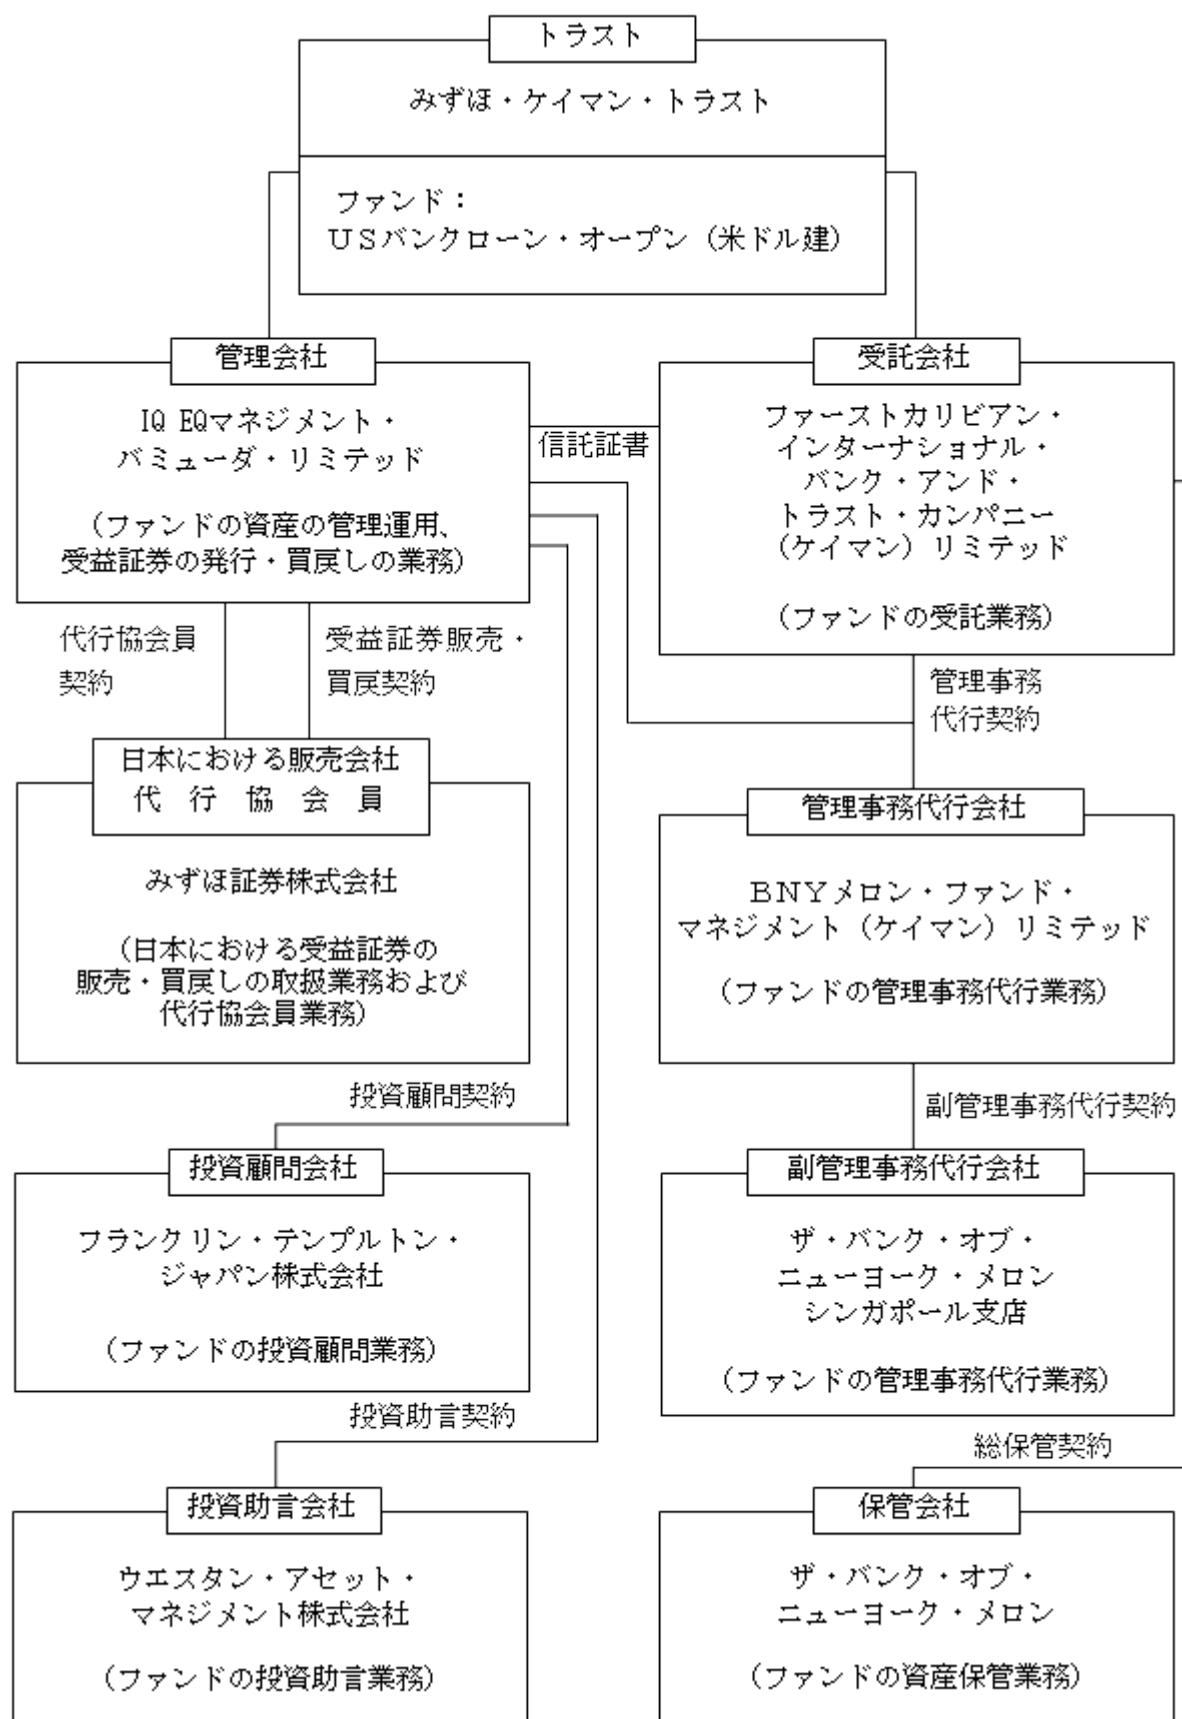 トラスト
みずほ・ケイマン・トラスト
ファンド：
ＵＳバンクローン・オープン（米ドル建）
管理会社
IQ EQマネジメント・
バミューダ・リミテッド
（ファンドの資産の管理運用、
受益証券の発行・買戻しの業務）
信託証書
受託会社
ファーストカリビアン・
インターナショナル・
バンク・アンド・
トラスト・カンパニー
（ケイマン）リミテッド
（ファンドの受託業務）
代行協会員
契約
受益証券販売・
買戻契約
管理事務
代行契約
日本における販売会社
代　行　協　会　員
みずほ証券株式会社
（日本における受益証券の
販売・買戻しの取扱業務および
代行協会員業務）
管理事務代行会社
ＢＮＹメロン・ファンド・
マネジメント（ケイマン）リミテッド
（ファンドの管理事務代行業務）
投資顧問契約
副管理事務代行契約
投資顧問会社
フランクリン・テンプルトン・
ジャパン株式会社
（ファンドの投資顧問業務）
副管理事務代行会社
ザ・バンク・オブ・
ニューヨーク・メロン
シンガポール支店
（ファンドの管理事務代行業務）
投資助言契約
総保管契約
投資助言会社
ウエスタン・アセット・
マネジメント株式会社
（ファンドの投資助言業務）
保管会社
ザ・バンク・オブ・
ニューヨーク・メロン
（ファンドの資産保管業務）